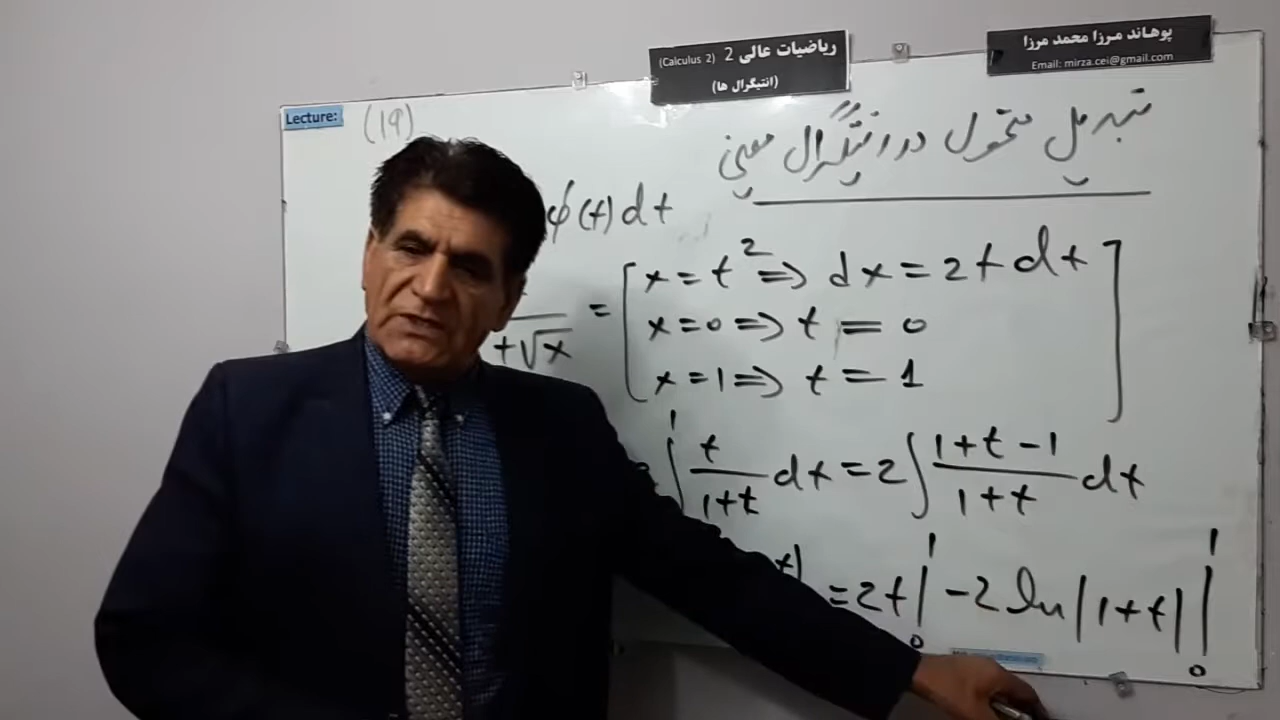 ریاضیات عالی 2 (Calculus 2)
(انتیگرال ها)
پوهاند مرزا محمد مرزا
Email: mirza.cei@gmail.com
Lecture: (19)
تبدیل متحول در انتیگرال معین
φ(t)dt
+√x = [x=t² ⇒ dx=2tdt
x=0 ⇒ t=0
x=1 ⇒ t=1]
∫¹ t/(1+t) dt = 2∫ (1+t-1)/(1+t) dt
t) = 2t|₀¹ -2 ln|1+t| |₀¹